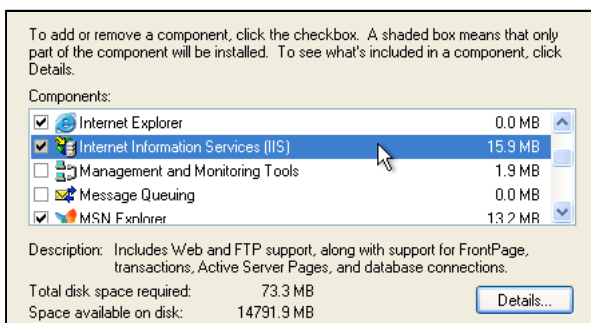 To add or remove a component, click the checkbox. A shaded box means that only
part of the component will be installed. To see what's included in a component, click
Details.
Components:
Internet Explorer 0.0 MB
Internet Information Services (IIS) 15.9 MB
Management and Monitoring Tools 1.9 MB
Message Queuing 0.0 MB
MSN Explorer 13.2 MB
Description: Includes Web and FTP support, along with support for FrontPage,
transactions, Active Server Pages, and database connections.
Total disk space required: 73.3 MB
Space available on disk: 14791.9 MB
Details...